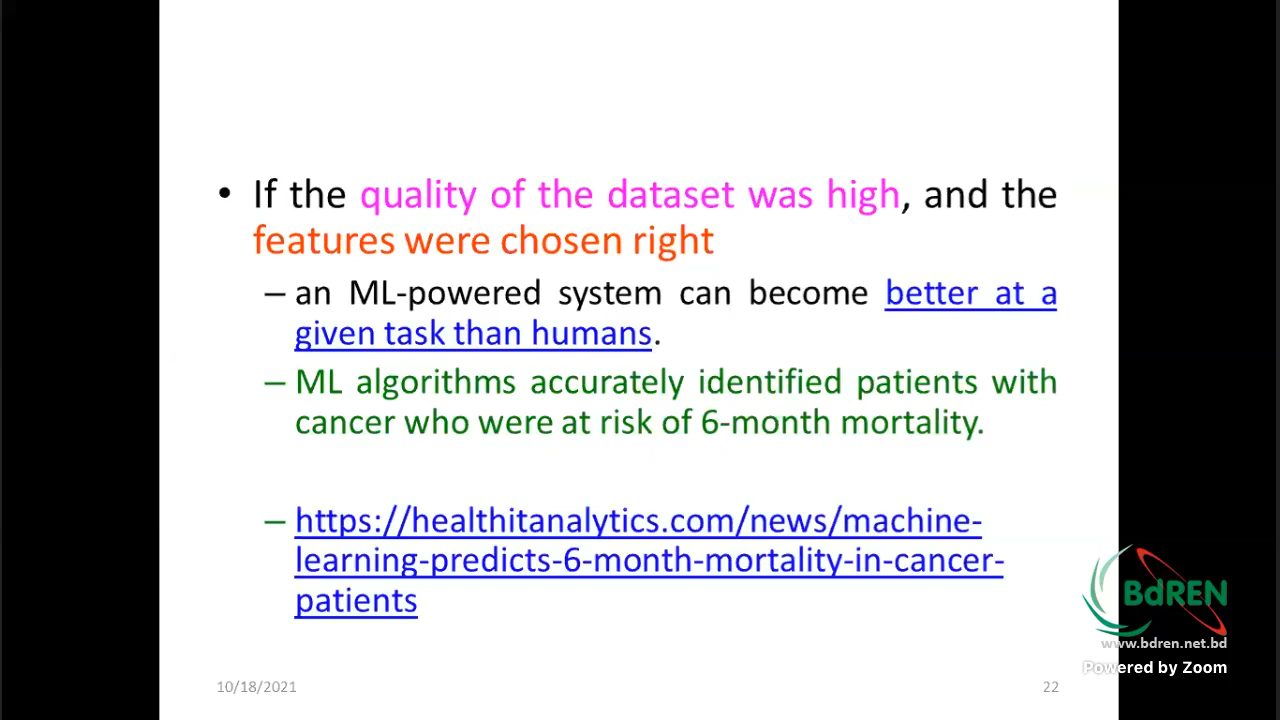 • If the quality of the dataset was high, and the
features were chosen right
– an ML-powered system can become better at a
given task than humans.
– ML algorithms accurately identified patients with
cancer who were at risk of 6-month mortality.
– https://healthitanalytics.com/news/machine-
learning-predicts-6-month-mortality-in-cancer-
patients
BdREN
www.bdren.net.bd
Powered by Zoom
10/18/2021
22